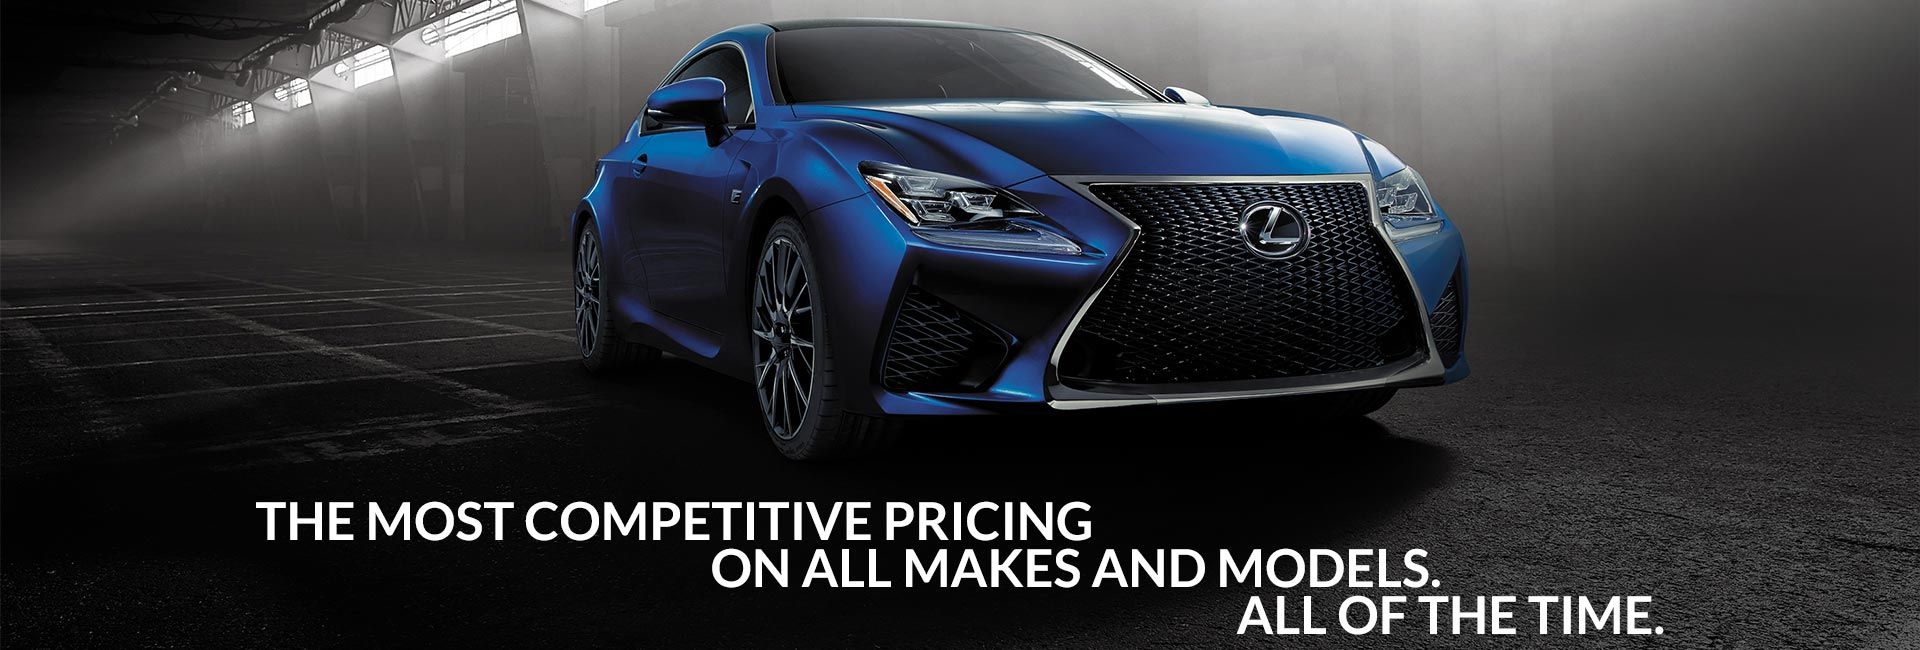 THE MOST COMPETITIVE PRICING
ON ALL MAKES AND MODELS.
ALL OF THE TIME.